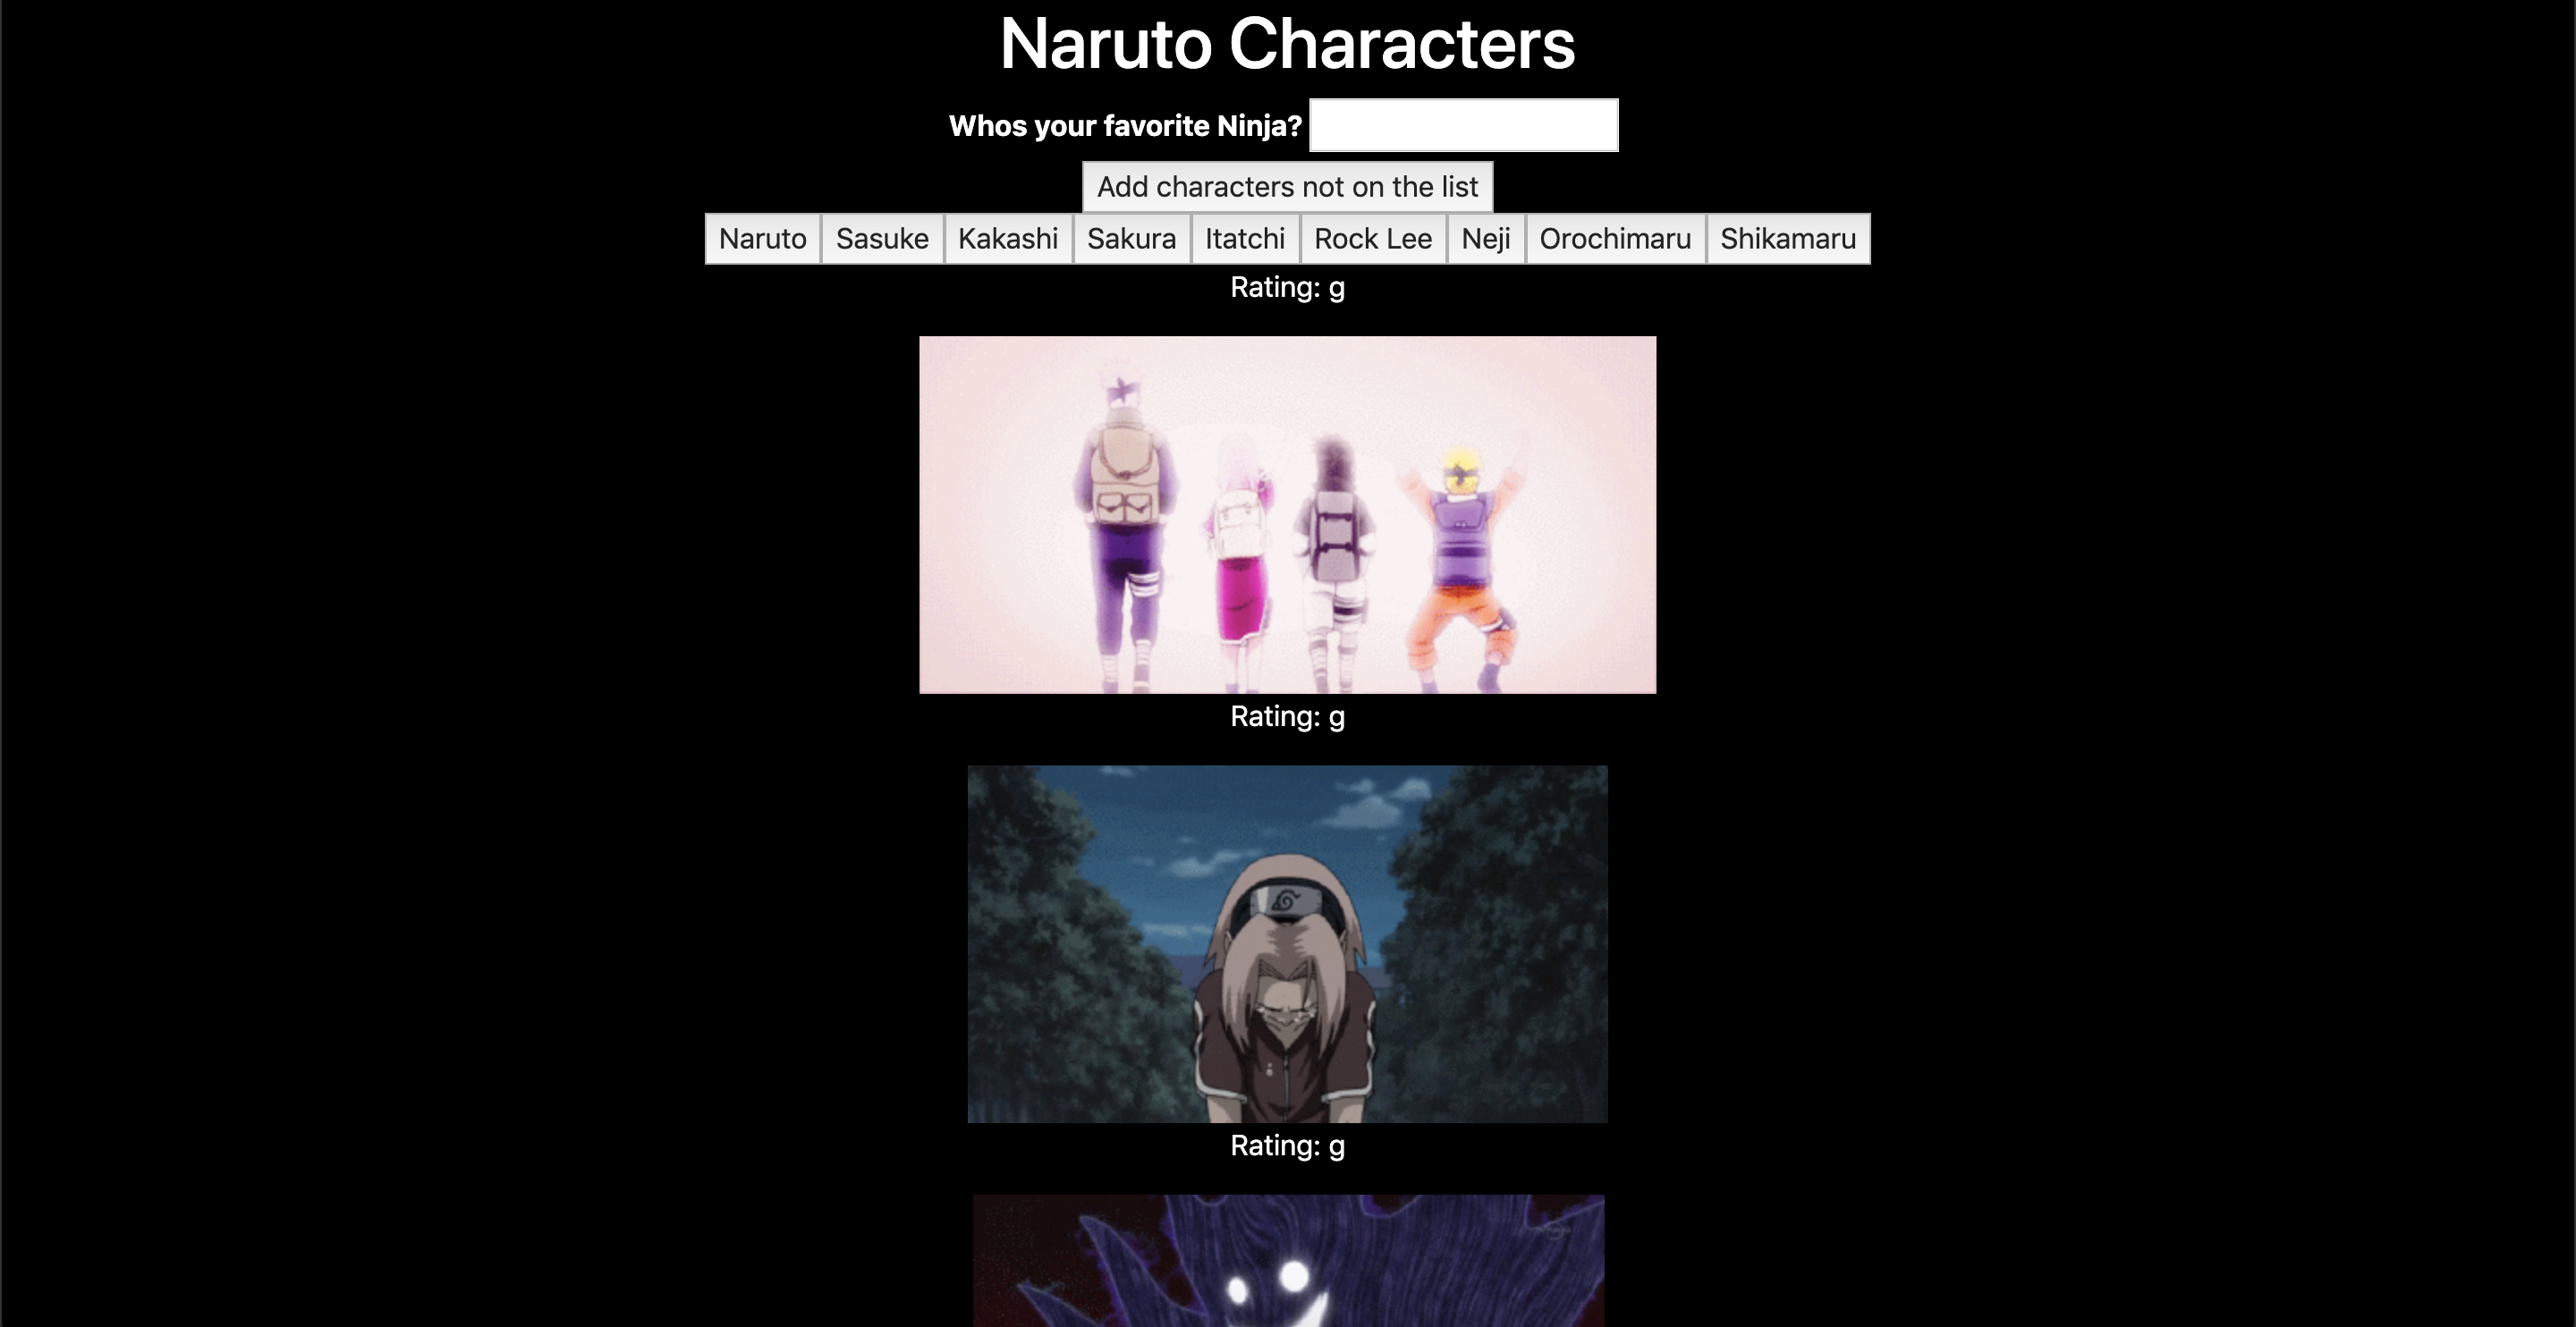 Naruto Characters
Whos your favorite Ninja?
Add characters not on the list
Naruto Sasuke Kakashi Sakura Itatchi Rock Lee Neji Orochimaru Shikamaru
Rating: g
Rating: g
Rating: g